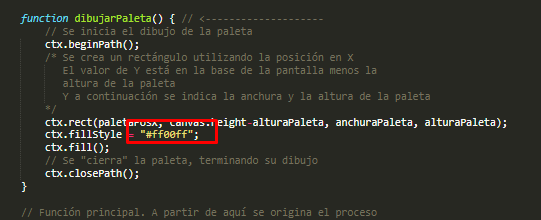 function dibujarPaleta() { // <--------------------
// Se inicia el dibujo de la paleta
ctx.beginPath();
/* Se crea un rectángulo utilizando la posición en X
El valor de Y está en la base de la pantalla menos la
altura de la paleta
Y a continuación se indica la anchura y la altura de la paleta
*/
ctx.rect(paletaPosX, canvas.height-alturaPaleta, anchuraPaleta, alturaPaleta);
ctx.fillStyle = "#ff00ff";
ctx.fill();
// Se "cierra" la paleta, terminando su dibujo
ctx.closePath();
}
// Función principal. A partir de aquí se origina el proceso